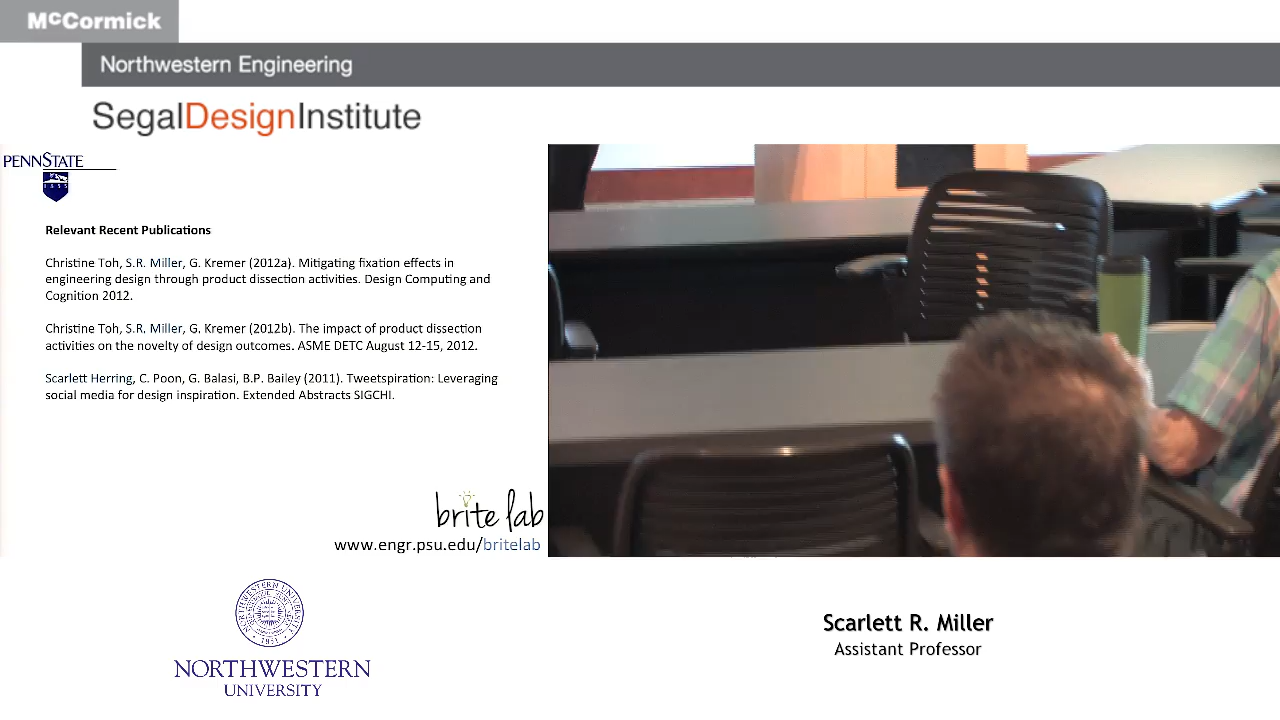 McCormick
Northwestern Engineering
SegalDesignInstitute
PENNSTATE
1855
Relevant Recent Publications
Christine Toh, S.R. Miller, G. Kremer (2012a). Mitigating fixation effects in
engineering design through product dissection activities. Design Computing and
Cognition 2012.
Christine Toh, S.R. Miller, G. Kremer (2012b). The impact of product dissection
activities on the novelty of design outcomes. ASME DETC August 12-15, 2012.
Scarlett Herring, C. Poon, G. Balasi, B.P. Bailey (2011). Tweetspiration: Leveraging
social media for design inspiration. Extended Abstracts SIGCHI.
brite lab
www.engr.psu.edu/britelab
NORTHWESTERN UNIVERSITY
1851
NORTHWESTERN
UNIVERSITY
Scarlett R. Miller
Assistant Professor